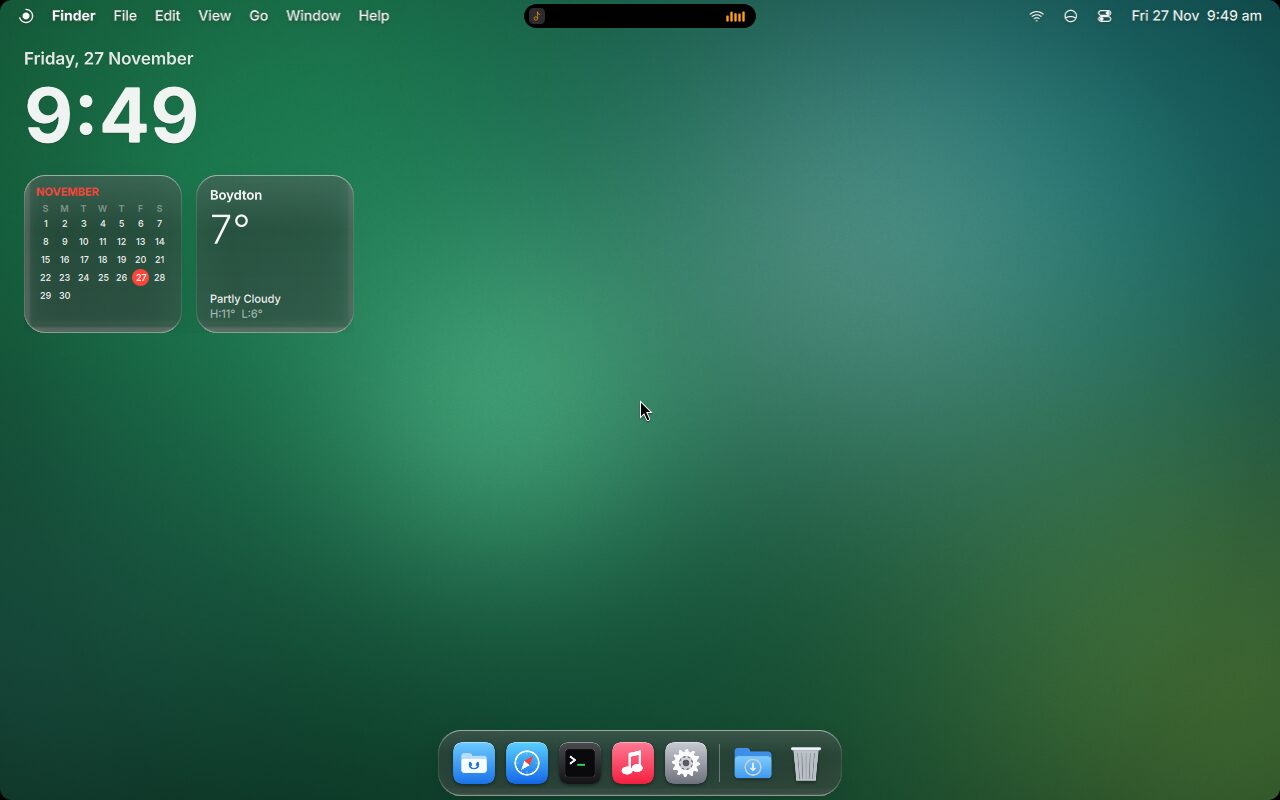 Finder File Edit View Go Window Help
Fri 27 Nov 9:49 am
Friday, 27 November
9:49
NOVEMBER
S M T W T F S
1 2 3 4 5 6 7
8 9 10 11 12 13 14
15 16 17 18 19 20 21
22 23 24 25 26 27 28
29 30
Boydton
7°
Partly Cloudy
H:11° L:6°